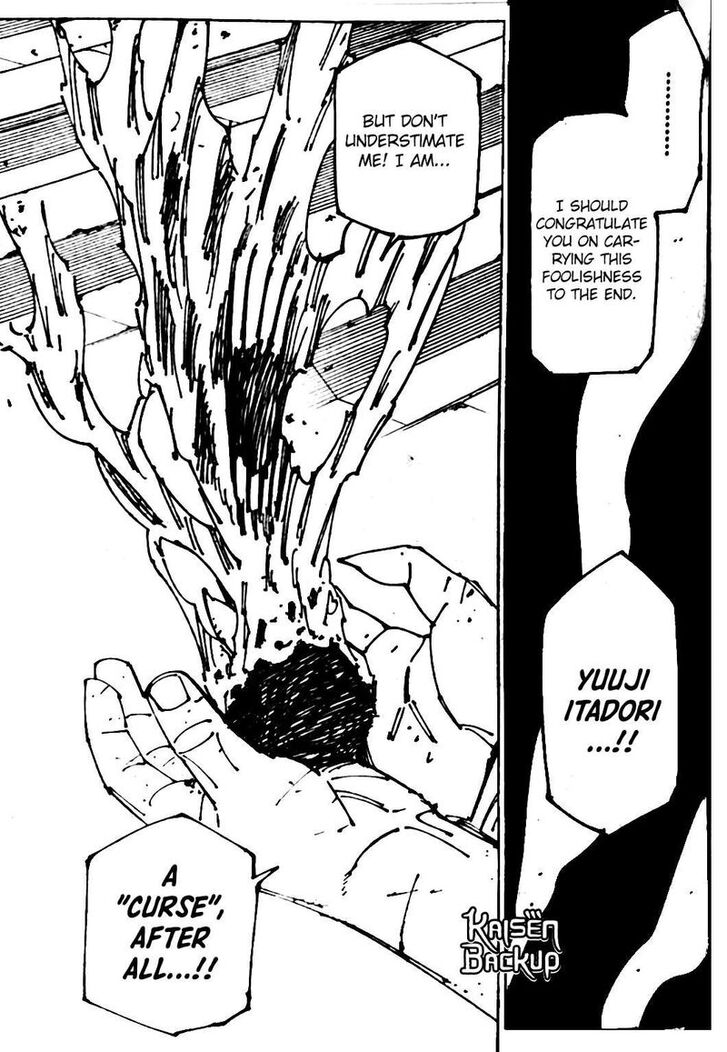 .........
I SHOULD
CONGRATULATE
YOU ON CAR-
RYING THIS
FOOLISHNESS
TO THE END.
YUUJI
ITADORI
...!!
BUT DON'T
UNDERSTIMATE
ME! I AM...
A
"CURSE",
AFTER
ALL...!!
KAISEN
BACKUP